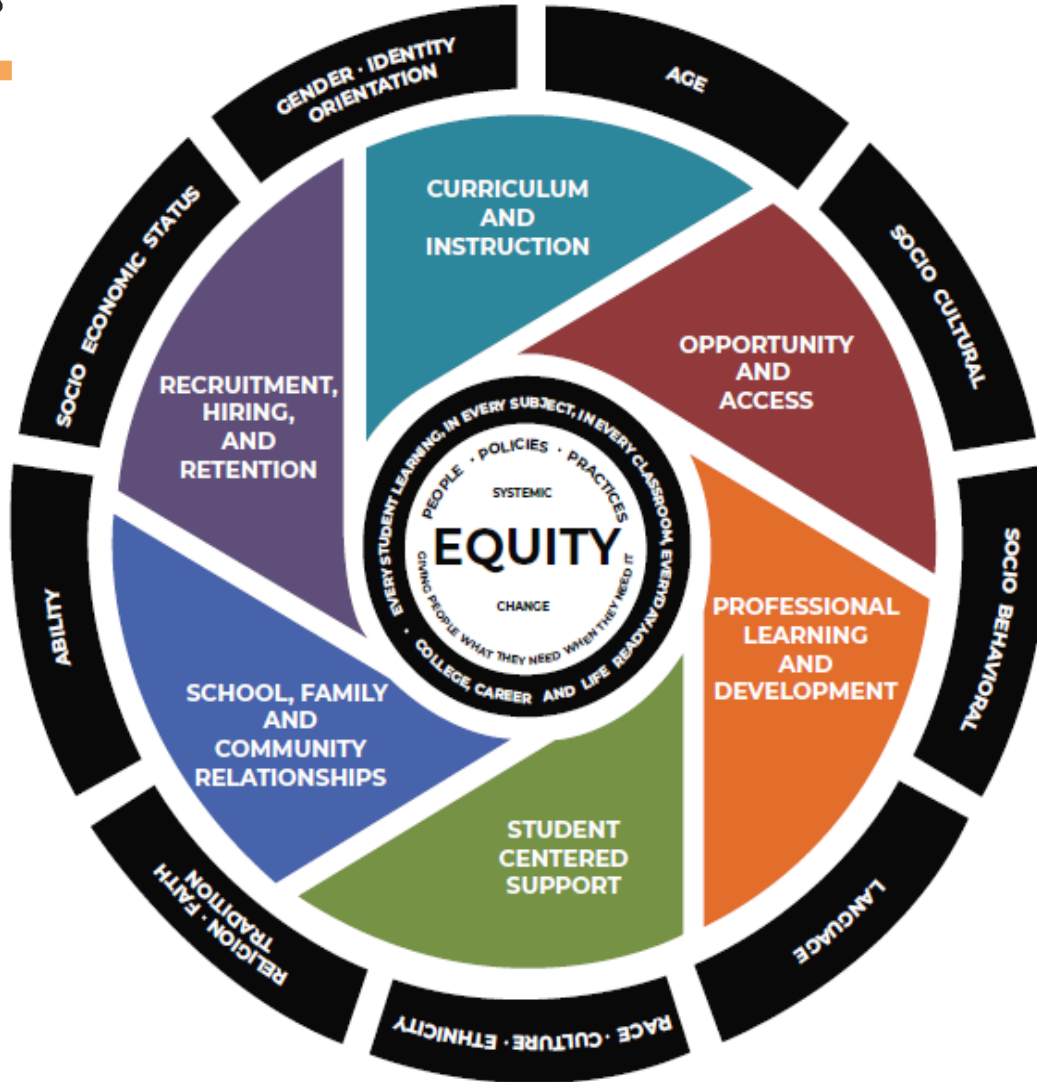 GENDER · IDENTITY
ORIENTATION
AGE
SOCIO CULTURAL
SOCIO BEHAVIORAL
LANGUAGE
RACE · CULTURE · ETHNICITY
RELIGION · FAITH
TRADITION
ABILITY
SOCIO ECONOMIC STATUS
CURRICULUM
AND
INSTRUCTION
OPPORTUNITY
AND
ACCESS
PROFESSIONAL
LEARNING
AND
DEVELOPMENT
STUDENT
CENTERED
SUPPORT
SCHOOL, FAMILY
AND
COMMUNITY
RELATIONSHIPS
RECRUITMENT,
HIRING,
AND
RETENTION
EVERY STUDENT LEARNING, IN EVERY SUBJECT, IN EVERY CLASSROOM, EVERYDAY
· COLLEGE, CAREER AND LIFE READY
PEOPLE · POLICIES · PRACTICES
SYSTEMIC
EQUITY
CHANGE
GIVING PEOPLE WHAT THEY NEED WHEN THEY NEED IT